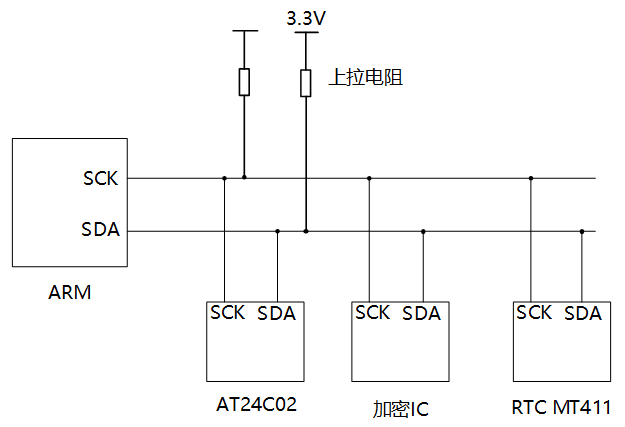 3.3V
上拉电阻
SCK
SDA
ARM
SCK SDA
SCK SDA
SCK SDA
AT24C02
加密IC
RTC MT411